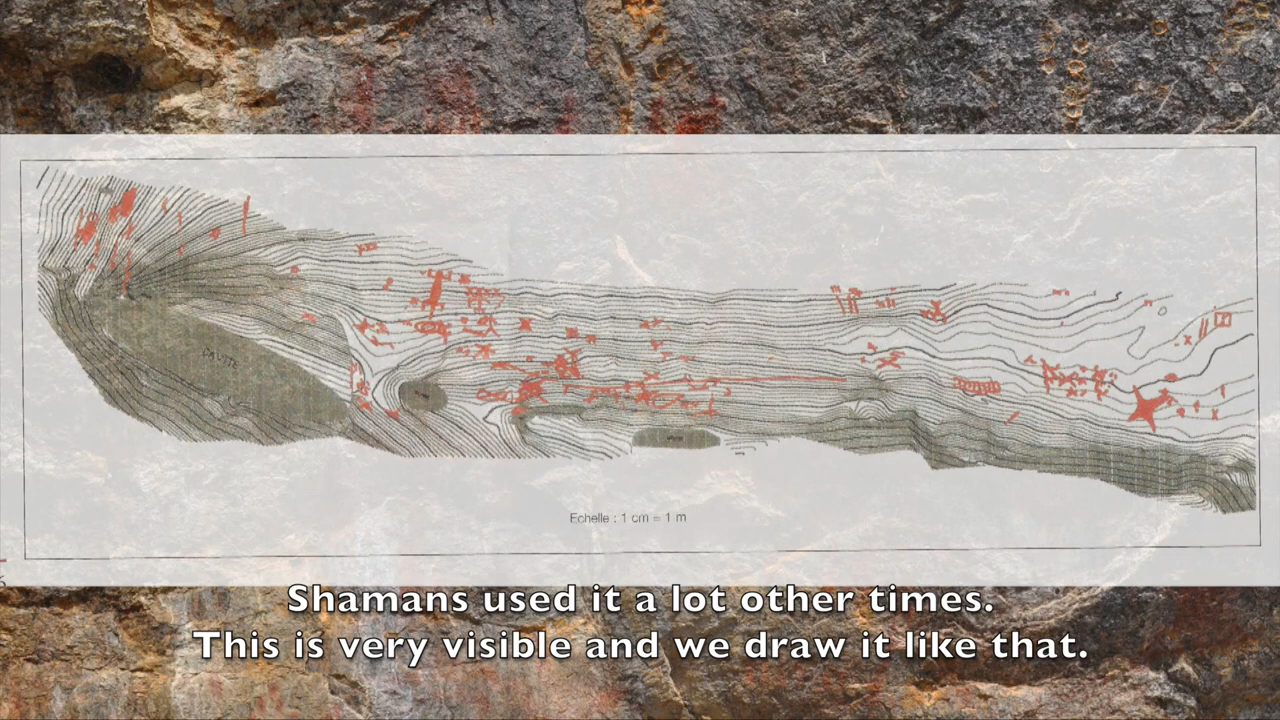 CAVITÉ
Echelle : 1 cm = 1 m
Shamans used it a lot other times.
This is very visible and we draw it like that.